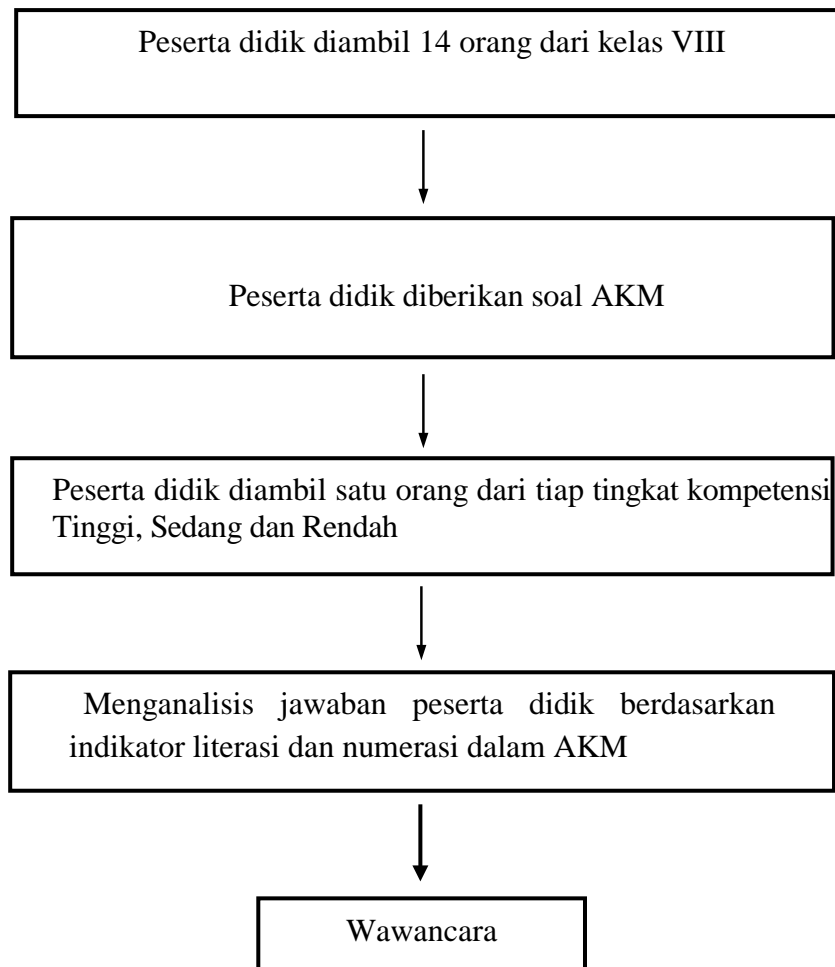 Peserta didik diambil 14 orang dari kelas VIII
Peserta didik diberikan soal AKM
Peserta didik diambil satu orang dari tiap tingkat kompetensi
Tinggi, Sedang dan Rendah
Menganalisis jawaban peserta didik berdasarkan
indikator literasi dan numerasi dalam AKM
Wawancara